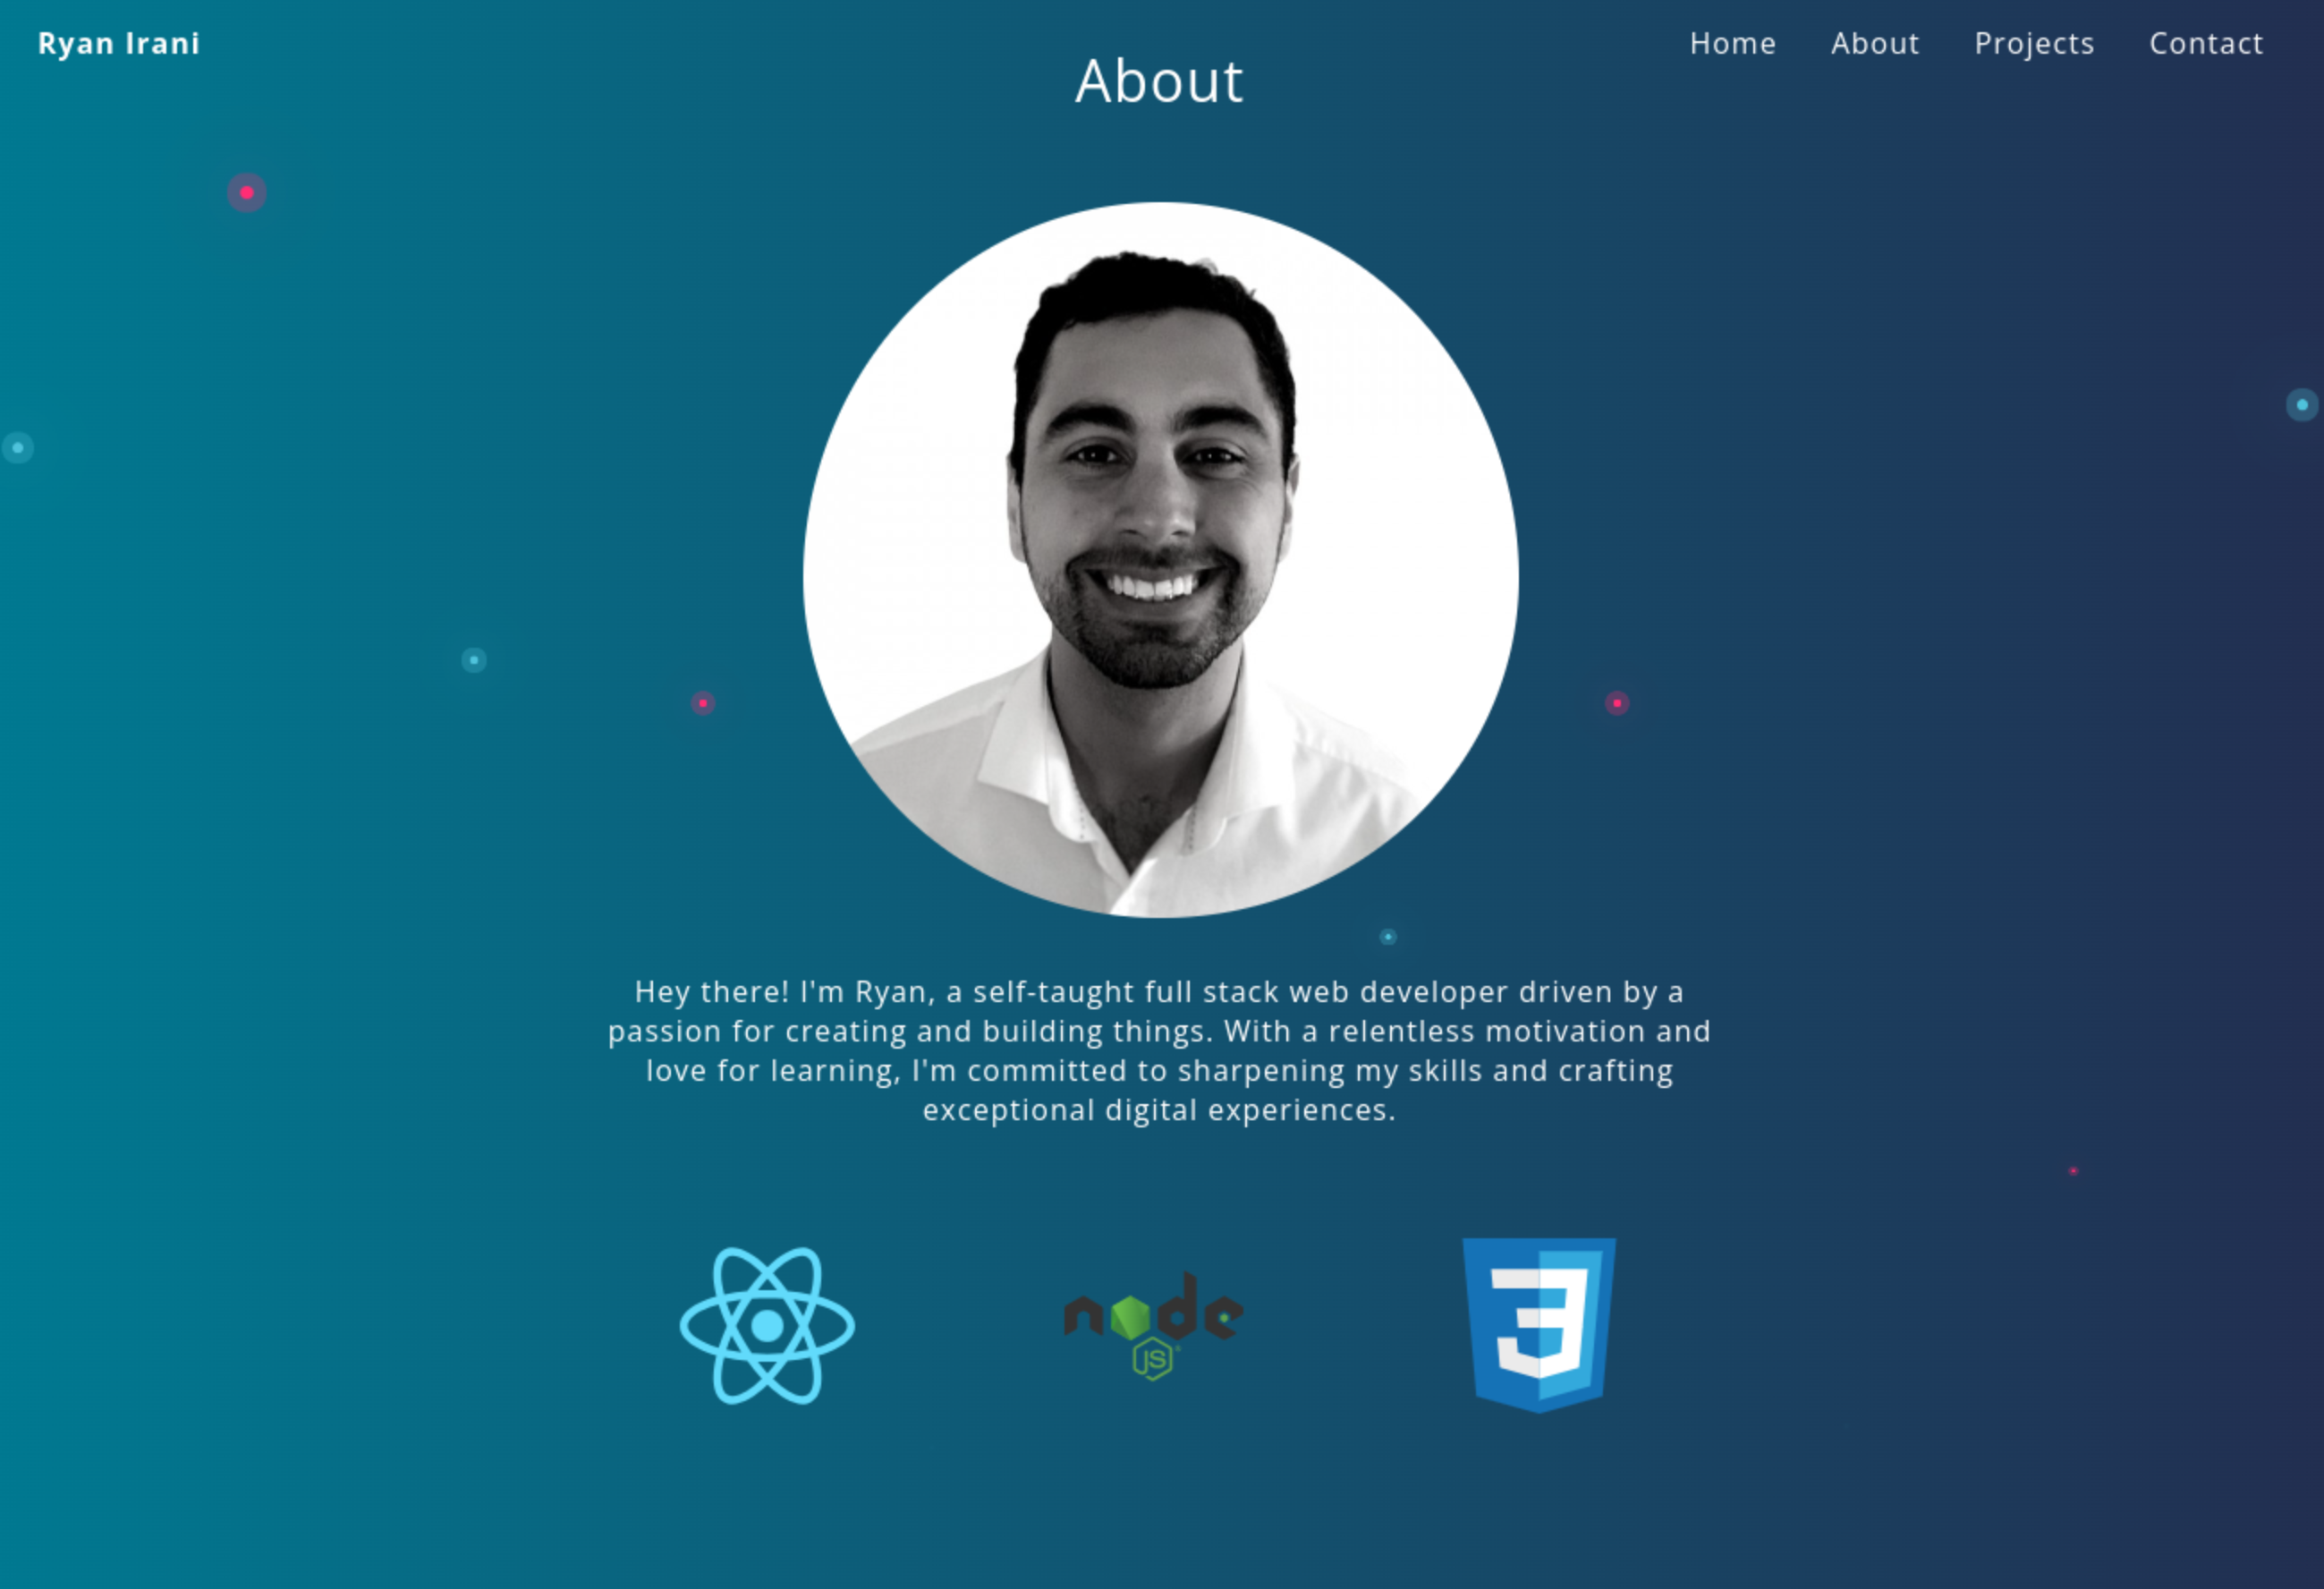 Ryan Irani
Home About Projects Contact
About
Hey there! I'm Ryan, a self-taught full stack web developer driven by a
passion for creating and building things. With a relentless motivation and
love for learning, I'm committed to sharpening my skills and crafting
exceptional digital experiences.
node
JS
3